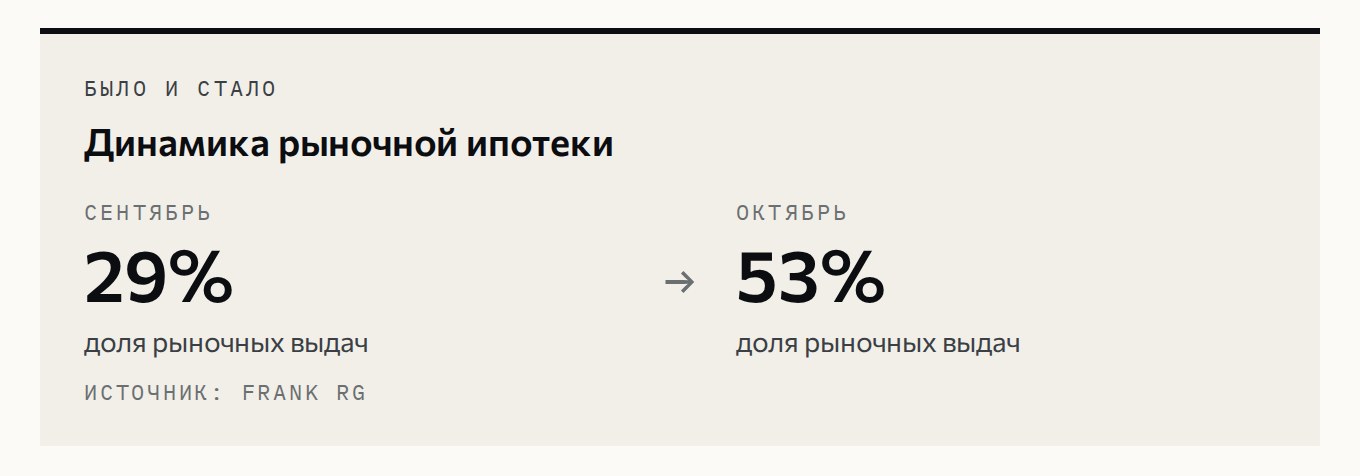 БЫЛО И СТАЛО
Динамика рыночной ипотеки
СЕНТЯБРЬ
29%
доля рыночных выдач
→
ОКТЯБРЬ
53%
доля рыночных выдач
ИСТОЧНИК: FRANK RG